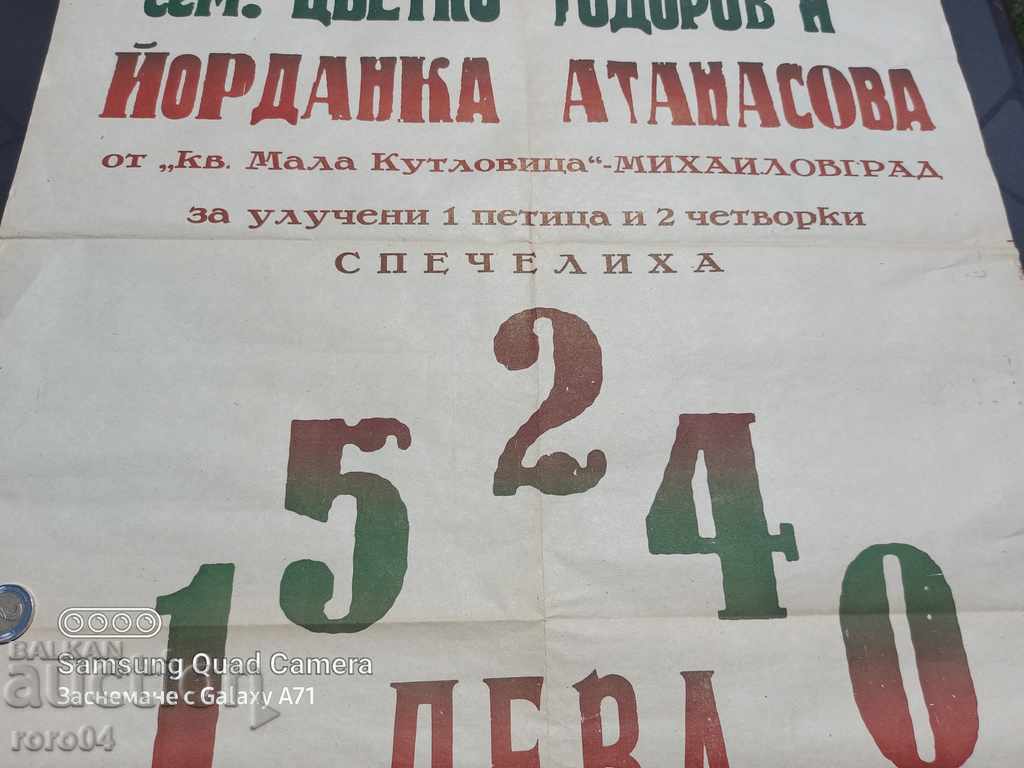 сем. ЦВЕТКО ТОДОРОВ и
ЙОРДАНКА АТАНАСОВА
от „кв. Мала Кутловица“-МИХАИЛОВГРАД
за улучени 1 петица и 2 четворки
СПЕЧЕЛИХА
15240
ЛЕВА
BALKAN
auction
Samsung Quad Camera
Заснемаче с Galaxy A71
roro04